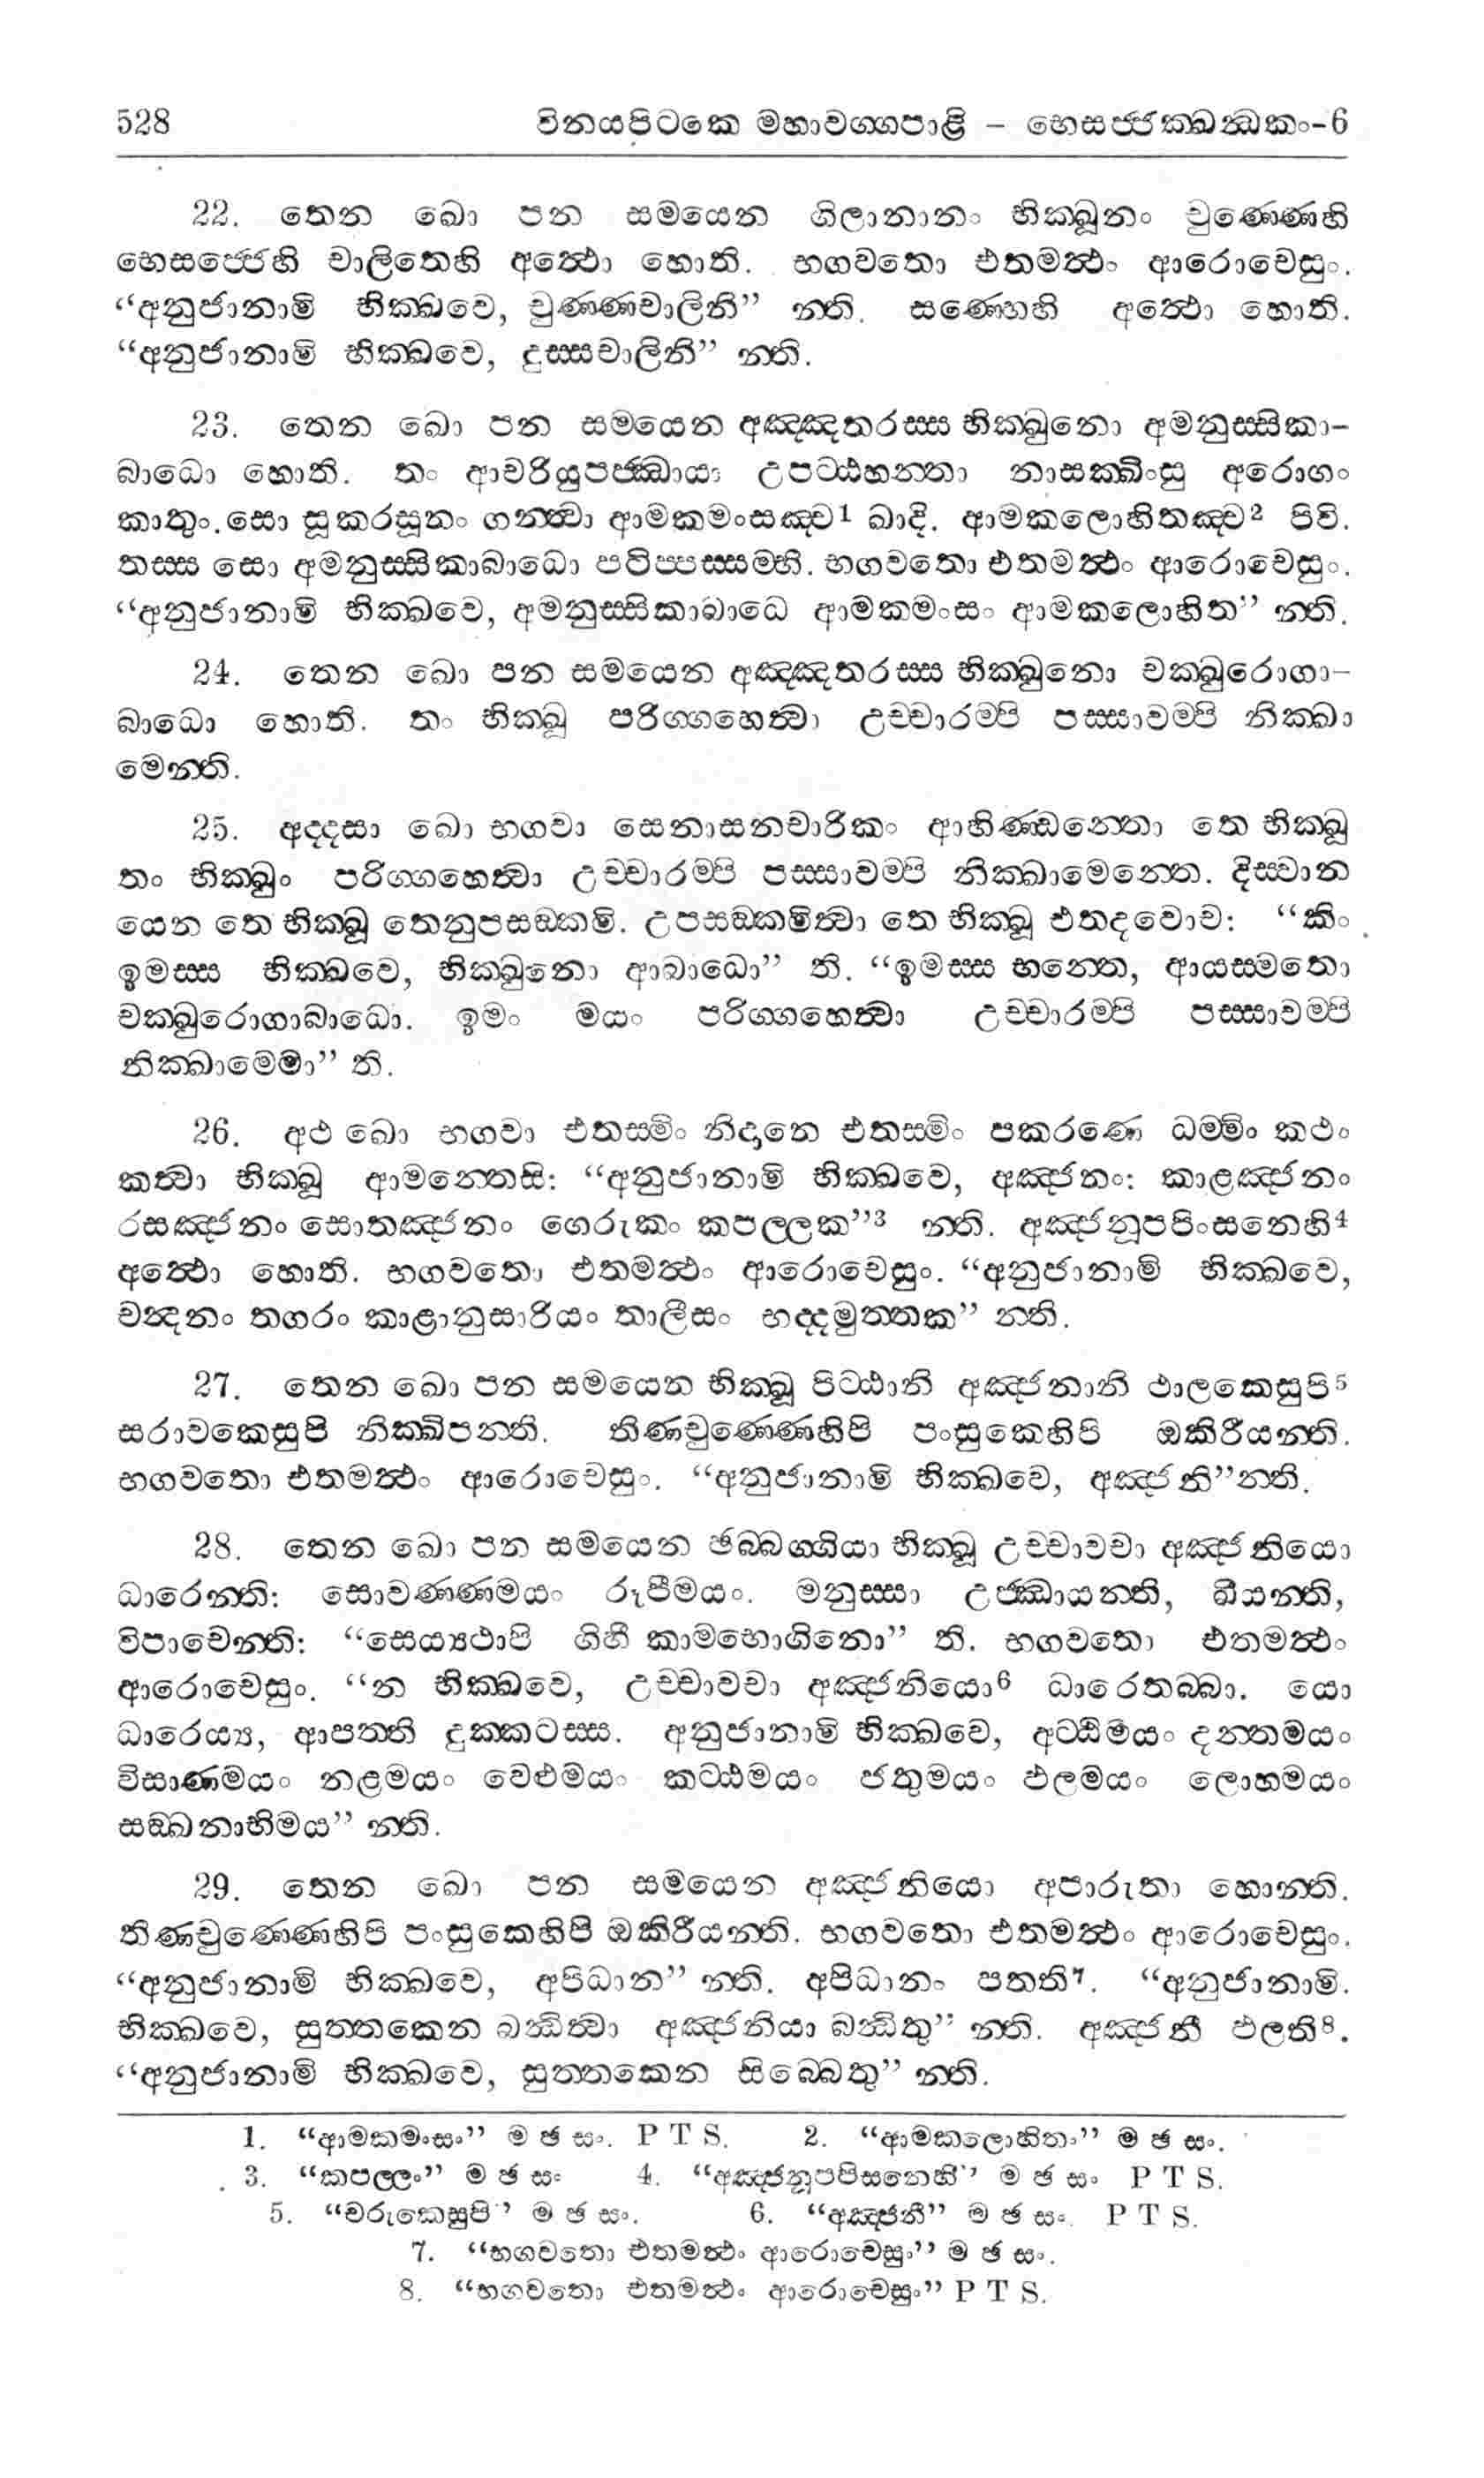 528 විනයපිටකෙ මහාවග්ගපාළි – භෙසජ්ජක්ඛන්ධකං-6
22. තෙන ඛො පන සමයෙන ගිලානානං භික්ඛූනං චුණ්ණෙහි
භෙසජ්ජෙහි චාලිතෙහි අත්ථො හොති. භගවතො එතමත්ථං ආරොචෙසුං.
“අනුජානාමි භික්ඛවෙ, චුණ්ණචාලිනි” න්ති. සණ්හෙහි අත්ථො හොති.
“අනුජානාමි භික්ඛවෙ, දුස්සචාලිනි” න්ති.
23. තෙන ඛො පන සමයෙන අඤ්ඤතරස්ස භික්ඛුනො අමනුස්සිකා-
බාධො හොති. තං ආචරියුපජ්ඣායා උපට්ඨහන්තා නාසක්ඛිංසු අරොගං
කාතුං. සො සූකරසූනං ගන්ත්වා ආමකමංසඤ්ච1 ඛාදි. ආමකලොහිතඤ්ච2 පිවි.
තස්ස සො අමනුස්සිකාබාධො පටිප්පස්සම්භි. භගවතො එතමත්ථං ආරොචෙසුං.
“අනුජානාමි භික්ඛවෙ, අමනුස්සිකාබාධෙ ආමකමංසං ආමකලොහිත” න්ති.
24. තෙන ඛො පන සමයෙන අඤ්ඤතරස්ස භික්ඛුනො චක්ඛුරොගා-
බාධො හොති. තං භික්ඛූ පරිග්ගහෙත්වා උච්චාරම්පි පස්සාවම්පි නික්ඛා
මෙන්ති.
25. අද්දසා ඛො භගවා සෙනාසනචාරිකං ආහිණ්ඩන්තො තෙ භික්ඛූ
තං භික්ඛුං පරිග්ගහෙත්වා උච්චාරම්පි පස්සාවම්පි නික්ඛාමෙන්තෙ. දිස්වාන
යෙන තෙ භික්ඛූ තෙනුපසඞ්කමි. උපසඞ්කමිත්වා තෙ භික්ඛූ එතදවොච: “කිං
ඉමස්ස භික්ඛවෙ, භික්ඛුනො ආබාධො” ති. “ඉමස්ස භන්තෙ, ආයස්මතො
චක්ඛුරොගාබාධො. ඉමං මයං පරිග්ගහෙත්වා උච්චාරම්පි පස්සාවම්පි
නික්ඛාමෙමා” ති.
26. අථ ඛො භගවා එතස්මිං නිදානෙ එතස්මිං පකරණෙ ධම්මිං කථං
කත්වා භික්ඛූ ආමන්තෙසි: “අනුජානාමි භික්ඛවෙ, අඤ්ජනං: කාළඤ්ජනං
රසඤ්ජනං සොතඤ්ජනං ගෙරුකං කපල්ලක”3 න්ති. අඤ්ජනූපපිංසනෙහි4
අත්ථො හොති. භගවතො එතමත්ථං ආරොචෙසුං. “අනුජානාමි භික්ඛවෙ,
චන්දනං තගරං කාළානුසාරියං තාලීසං භද්දමුත්තක” න්ති.
27. තෙන ඛො පන සමයෙන භික්ඛූ පිට්ඨානි අඤ්ජනානි ථාලකෙසුපි5
සරාවකෙසුපි නික්ඛිපන්ති. තිණචුණ්ණෙහිපි පංසුකෙහිපි ඔකිරීයන්ති.
භගවතො එතමත්ථං ආරොචෙසුං. “අනුජානාමි භික්ඛවෙ, අඤ්ජනි”න්ති.
28. තෙන ඛො පන සමයෙන ඡබ්බග්ගියා භික්ඛූ උච්චාවචා අඤ්ජනියො
ධාරෙන්ති: සොවණ්ණමයං රූපීමයං. මනුස්සා උජ්ඣායන්ති, ඛීයන්ති,
විපාචෙන්ති: “සෙය්‍යථාපි ගිහී කාමභොගිනො” ති. භගවතො එතමත්ථං
ආරොචෙසුං. “න භික්ඛවෙ, උච්චාවචා අඤ්ජනියො6 ධාරෙතබ්බා. යො
ධාරෙය්‍ය, ආපත්ති දුක්කටස්ස. අනුජානාමි භික්ඛවෙ, අට්ඨිමයං දන්තමයං
විසාණමයං නළමයං වෙළුමයං කට්ඨමයං ජතුමයං ඵලමයං ලොහමයං
සඞ්ඛනාභිමය” න්ති.
29. තෙන ඛො පන සමයෙන අඤ්ජනියො අපාරුතා හොන්ති.
තිණචුණ්ණෙහිපි පංසුකෙහිපි ඔකිරීයන්ති. භගවතො එතමත්ථං ආරොචෙසුං.
“අනුජානාමි භික්ඛවෙ, අපිධාන” න්ති. අපිධානං පතති7. “අනුජානාමි.
භික්ඛවෙ, සුත්තකෙන බන්ධිත්වා අඤ්ජනියා බන්ධිතු” න්ති. අඤ්ජනී ඵලති8.
“අනුජානාමි භික්ඛවෙ, සුත්තකෙන සිබ්බෙතු” න්ති.
1. “ආමකමංසං” ම ඡ සං. P T S. 2. “ආමකලොහිතං” ම ඡ සං.
3. “කපල්ලං” ම ඡ සං 4. “අඤ්ජනූපපිසනෙහි” ම ඡ සං P T S.
5. “චරුකෙසුපි” ම ඡ සං. 6. “අඤ්ජනී” ම ඡ සං. P T S.
7. “භගවතො එතමත්ථං ආරොචෙසුං” ම ඡ සං.
8. “භගවතො එතමත්ථං ආරොචෙසුං” P T S.